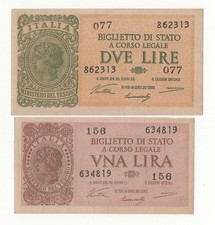 ITALIA
077 862313
BIGLIETTO DI STATO
A CORSO LEGALE
DVE LIRE
862313 077
MINISTERO DEL TESORO
156 634819
BIGLIETTO DI STATO
A CORSO LEGALE
VNA LIRA
634819 156